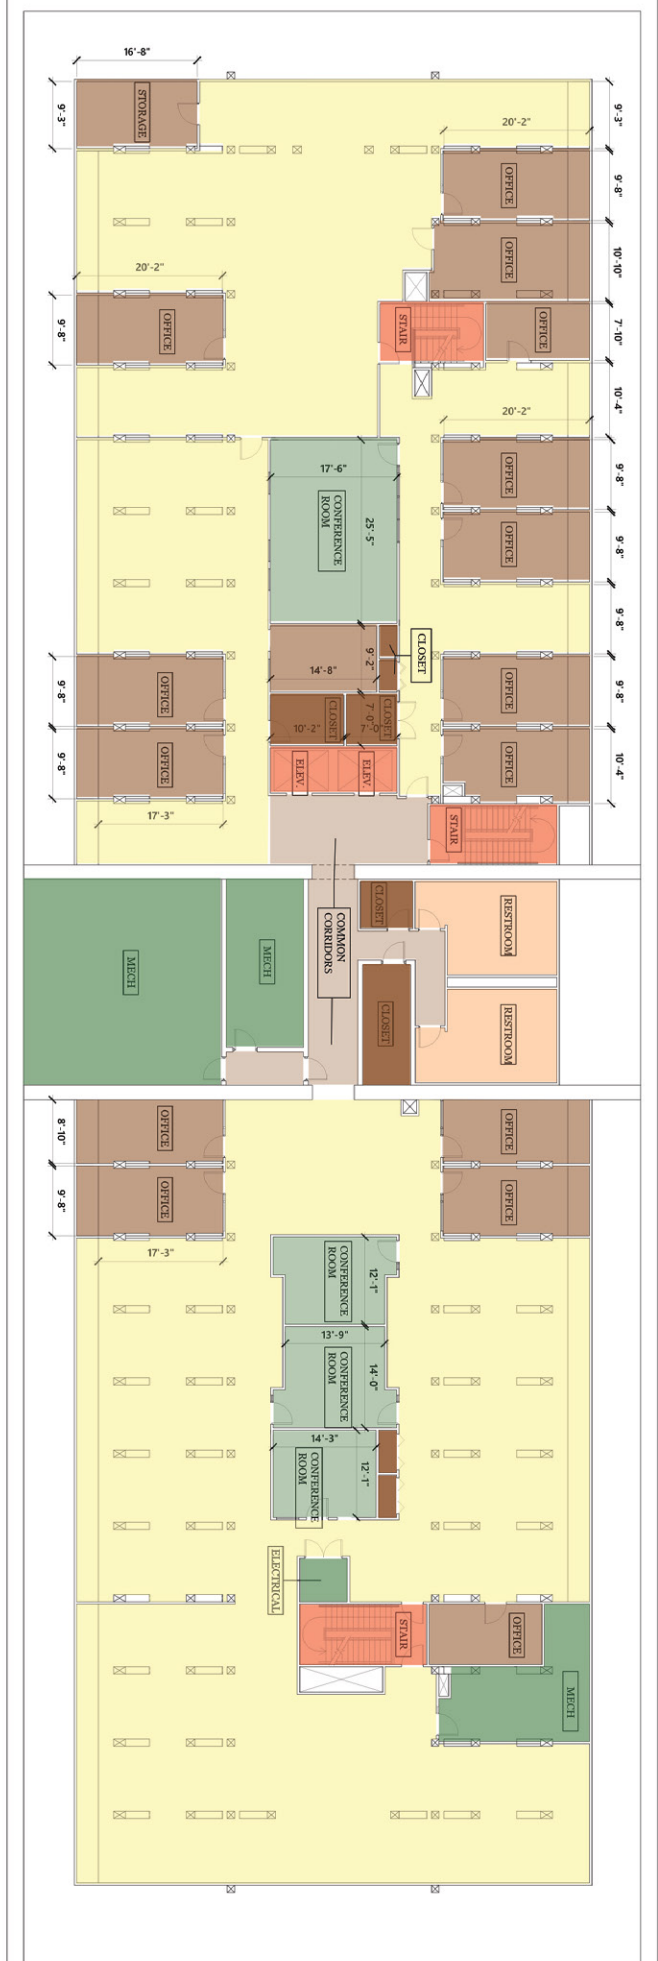 16'-8"
9'-3"
STORAGE
20'-2"
9'-3"
OFFICE
9'-8"
OFFICE
10'-10"
20'-2"
9'-8"
OFFICE
STAIR
OFFICE
7'-10"
10'-4"
20'-2"
17'-6"
CONFERENCE
ROOM
25'-5"
OFFICE
9'-8"
OFFICE
9'-8"
9'-8"
CLOSET
9'-2"
14'-8"
9'-8"
OFFICE
OFFICE
9'-8"
CLOSET
10'-2"
7'-0"
7'-0
CLOSET
9'-8"
OFFICE
ELEV.
ELEV.
OFFICE
10'-4"
17'-3"
STAIR
CLOSET
RESTROOM
MECH
MECH
COMMON
CORRIDORS
CLOSET
RESTROOM
8'-10"
OFFICE
OFFICE
9'-8"
OFFICE
OFFICE
17'-3"
CONFERENCE
ROOM
12'-1"
13'-9"
CONFERENCE
ROOM
14'-0"
14'-3"
CONFERENCE
ROOM
12'-1"
ELECTRICAL
STAIR
OFFICE
MECH